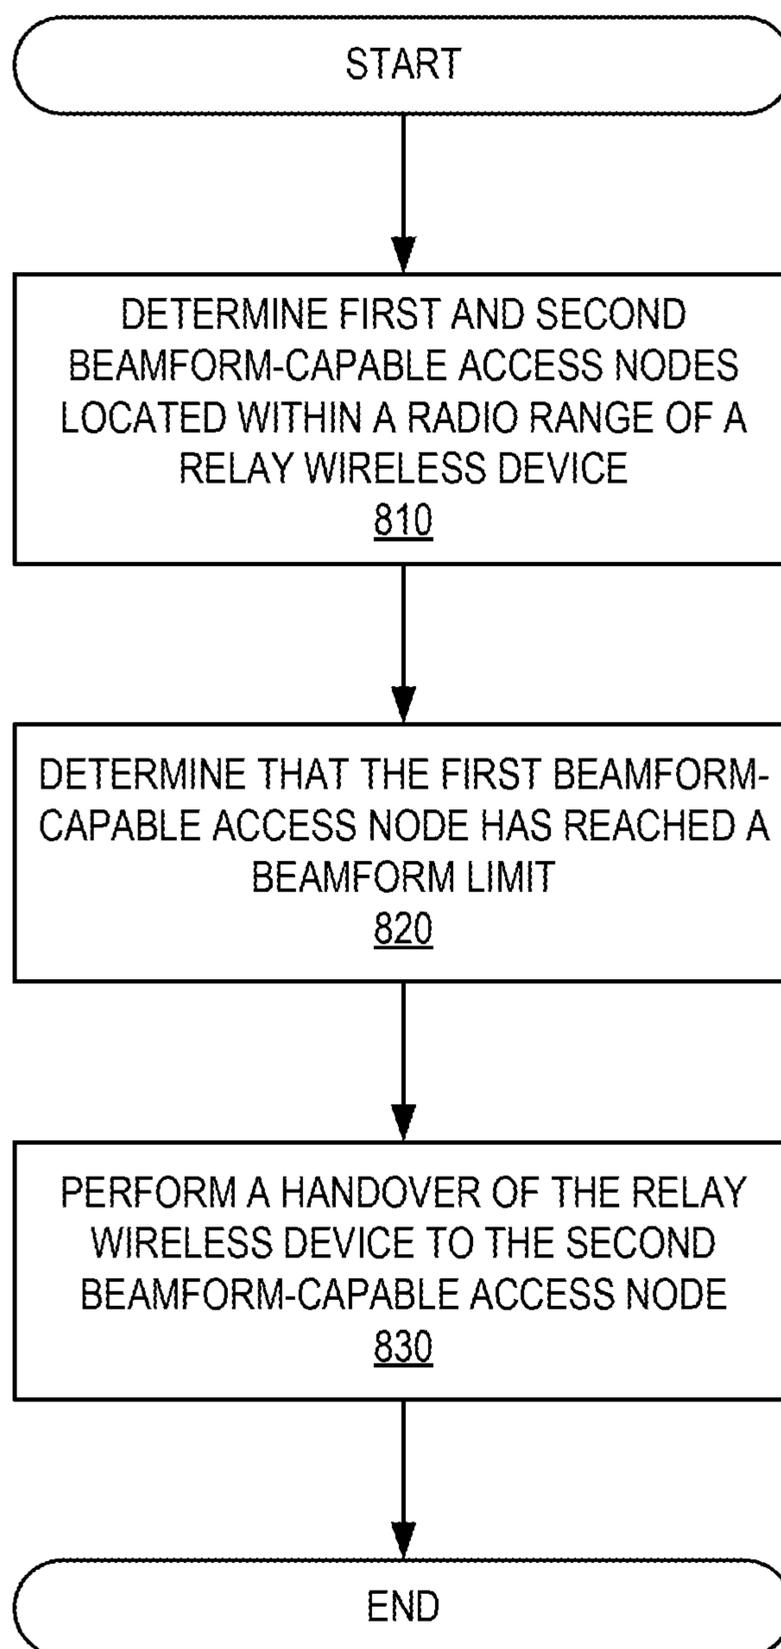 START
DETERMINE FIRST AND SECOND
BEAMFORM-CAPABLE ACCESS NODES
LOCATED WITHIN A RADIO RANGE OF A
RELAY WIRELESS DEVICE
810
DETERMINE THAT THE FIRST BEAMFORM-
CAPABLE ACCESS NODE HAS REACHED A
BEAMFORM LIMIT
820
PERFORM A HANDOVER OF THE RELAY
WIRELESS DEVICE TO THE SECOND
BEAMFORM-CAPABLE ACCESS NODE
830
END